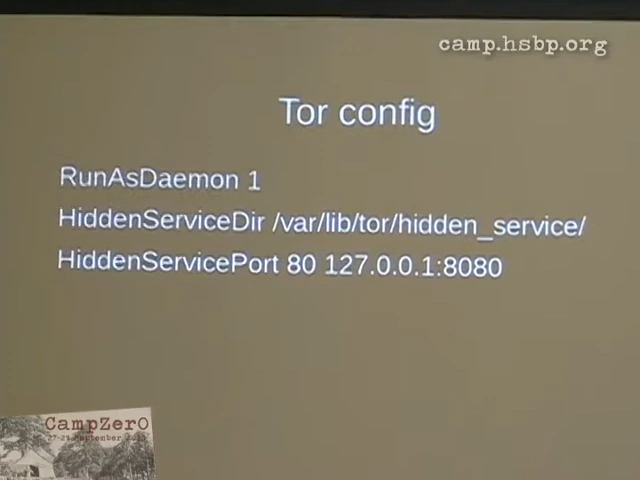 camp.hsbp.org
Tor config
RunAsDaemon 1
HiddenServiceDir /var/lib/tor/hidden_service/
HiddenServicePort 80 127.0.0.1:8080
CampZer0
September